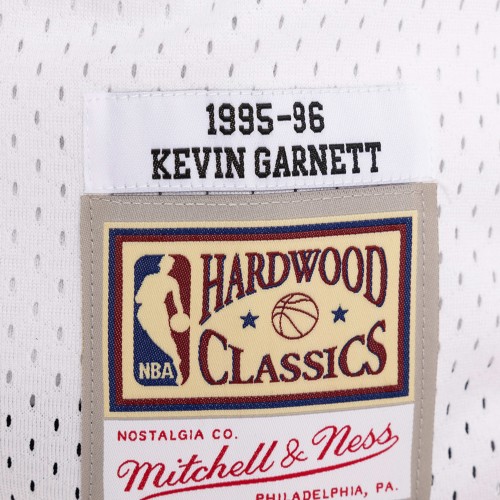 1995-96
KEVIN GARNETT
HARDWOOD
NBA
CLASSICS
NOSTALGIA CO.
Mitchell & Ness
PHILADELPHIA, PA.